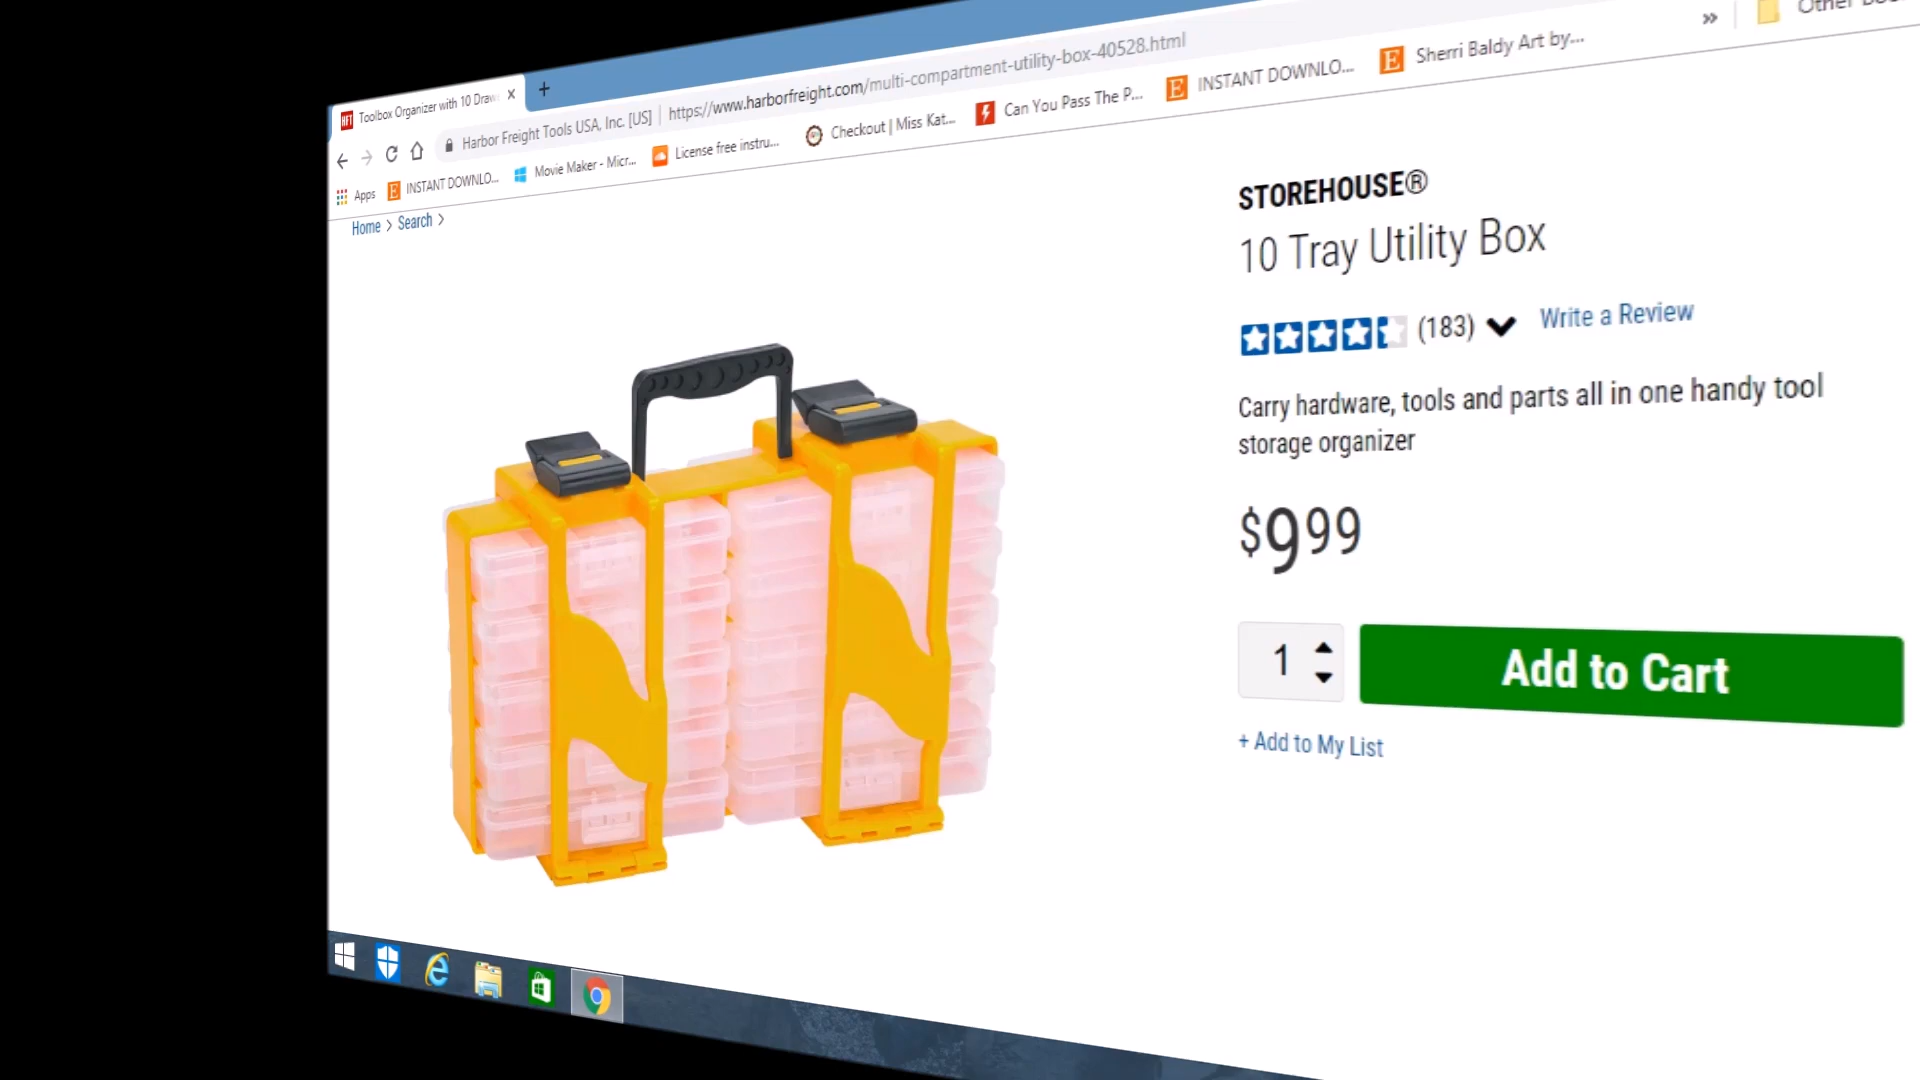 HFT Toolbox Organizer with 10 Draw
Harbor Freight Tools USA, Inc. [US] | https://www.harborfreight.com/multi-compartment-utility-box-40528.html
Apps
INSTANT DOWNLO...
Movie Maker - Micr...
License free instru...
Checkout | Miss Kat...
Can You Pass The P...
INSTANT DOWNLO...
Sherri Baldy Art by...
Other
Home > Search >
STOREHOUSE®
10 Tray Utility Box
(183) Write a Review
Carry hardware, tools and parts all in one handy tool
storage organizer
$9 99
1 Add to Cart
+ Add to My List